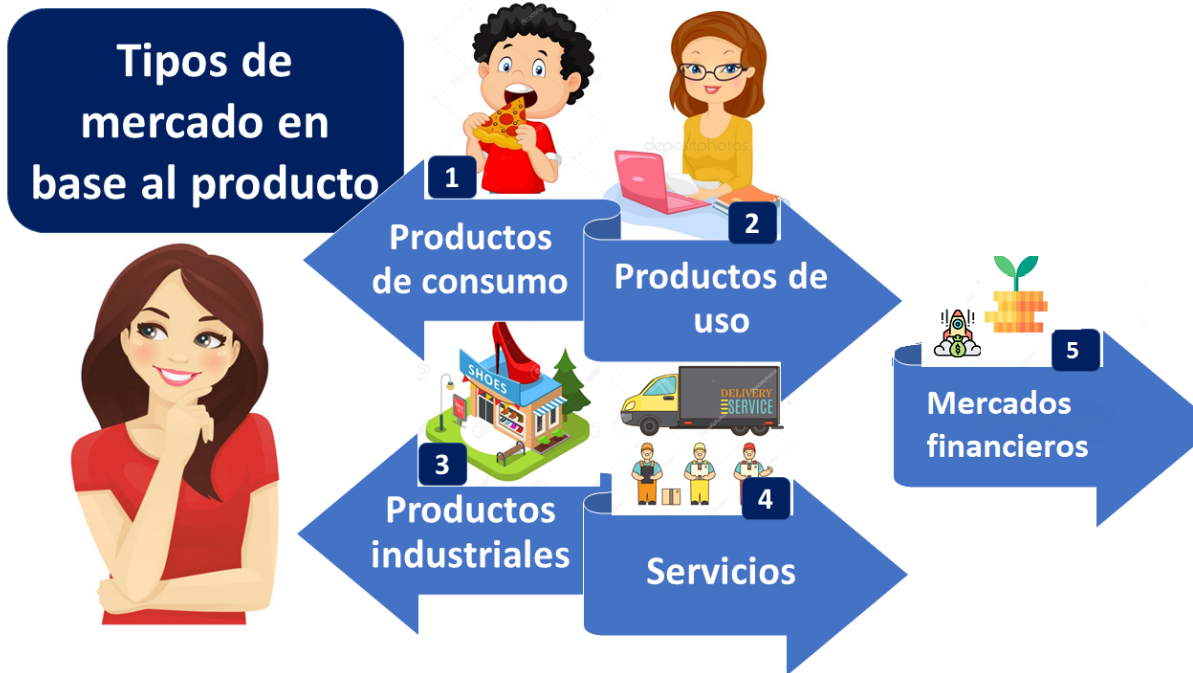 Tipos de
mercado en
base al producto
1
Productos
de consumo
depositphotos
2
Productos de
uso
SHOES
3
Productos
industriales
DELIVERY
SERVICE
4
Servicios
5
Mercados
financieros